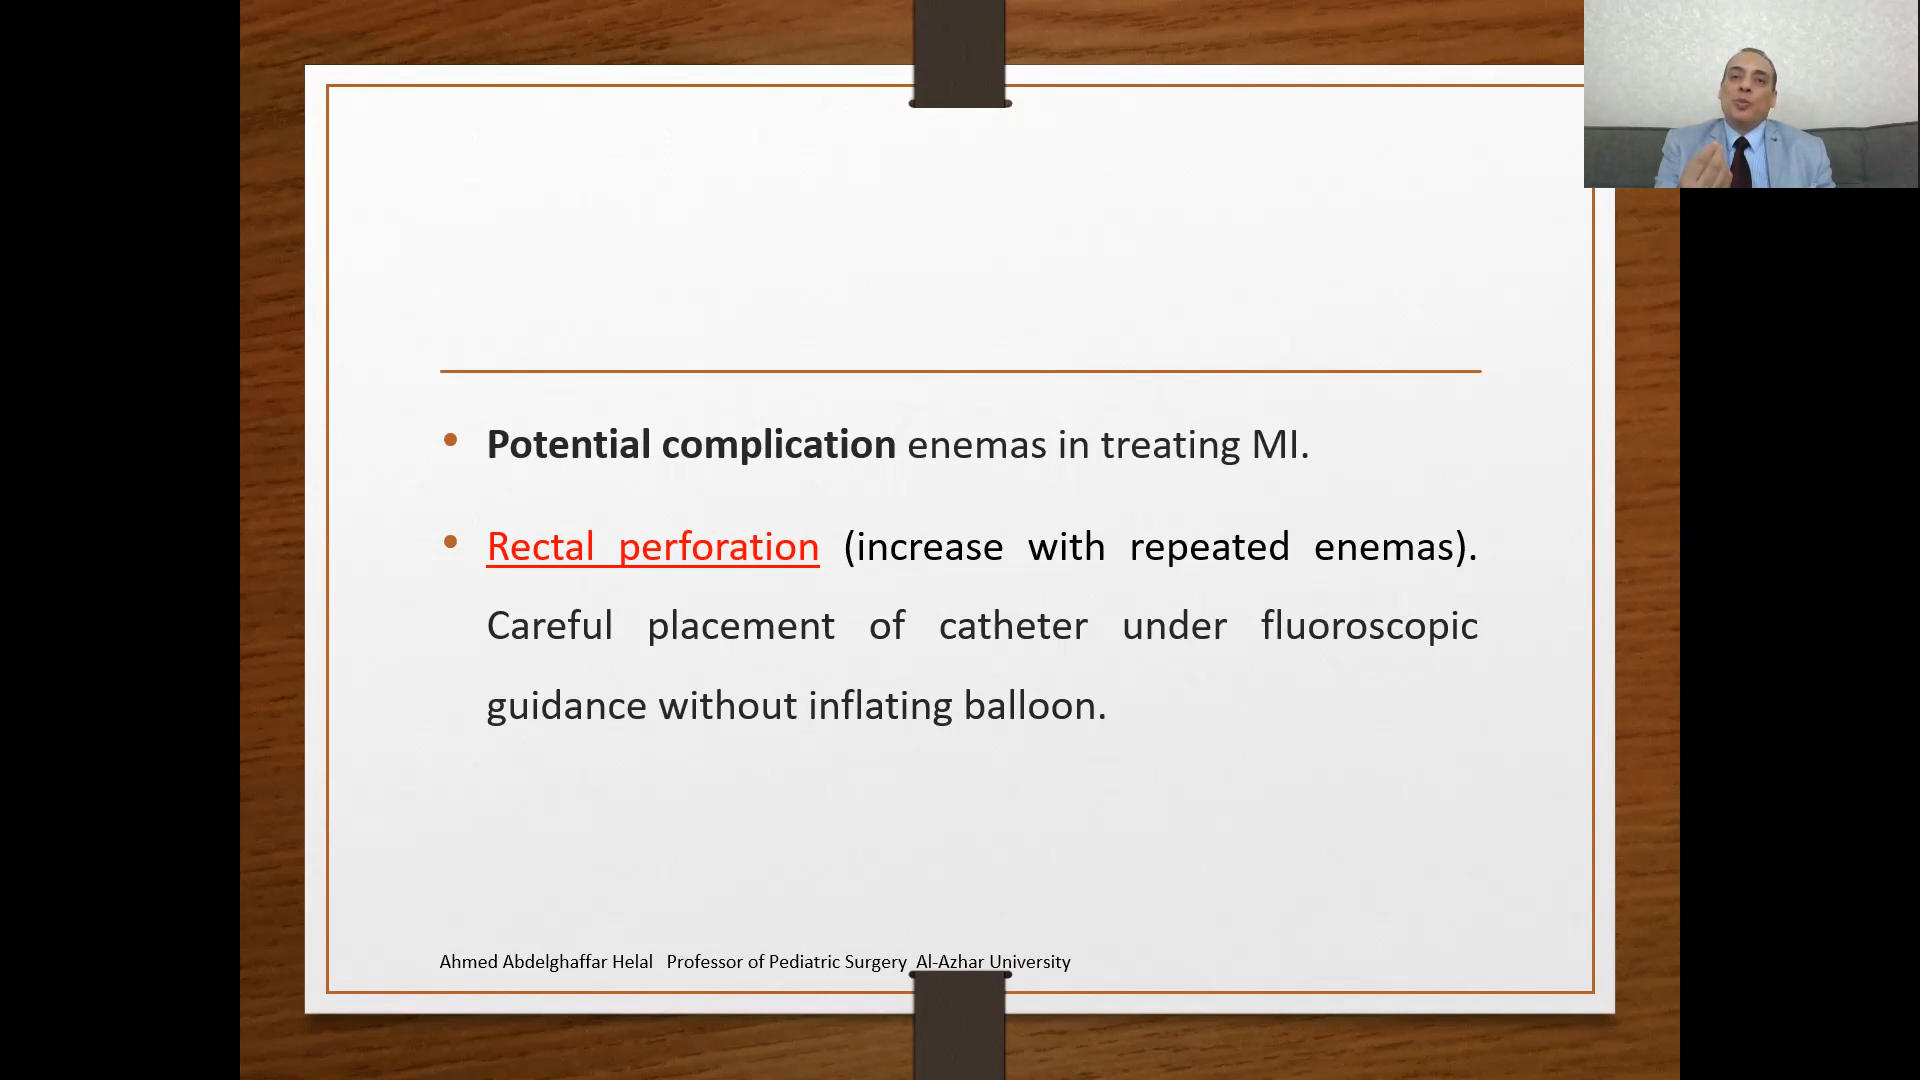 Potential complication enemas in treating MI.
Rectal perforation (increase with repeated enemas).
Careful placement of catheter under fluoroscopic
guidance without inflating balloon.
Ahmed Abdelghaffar Helal Professor of Pediatric Surgery Al-Azhar University